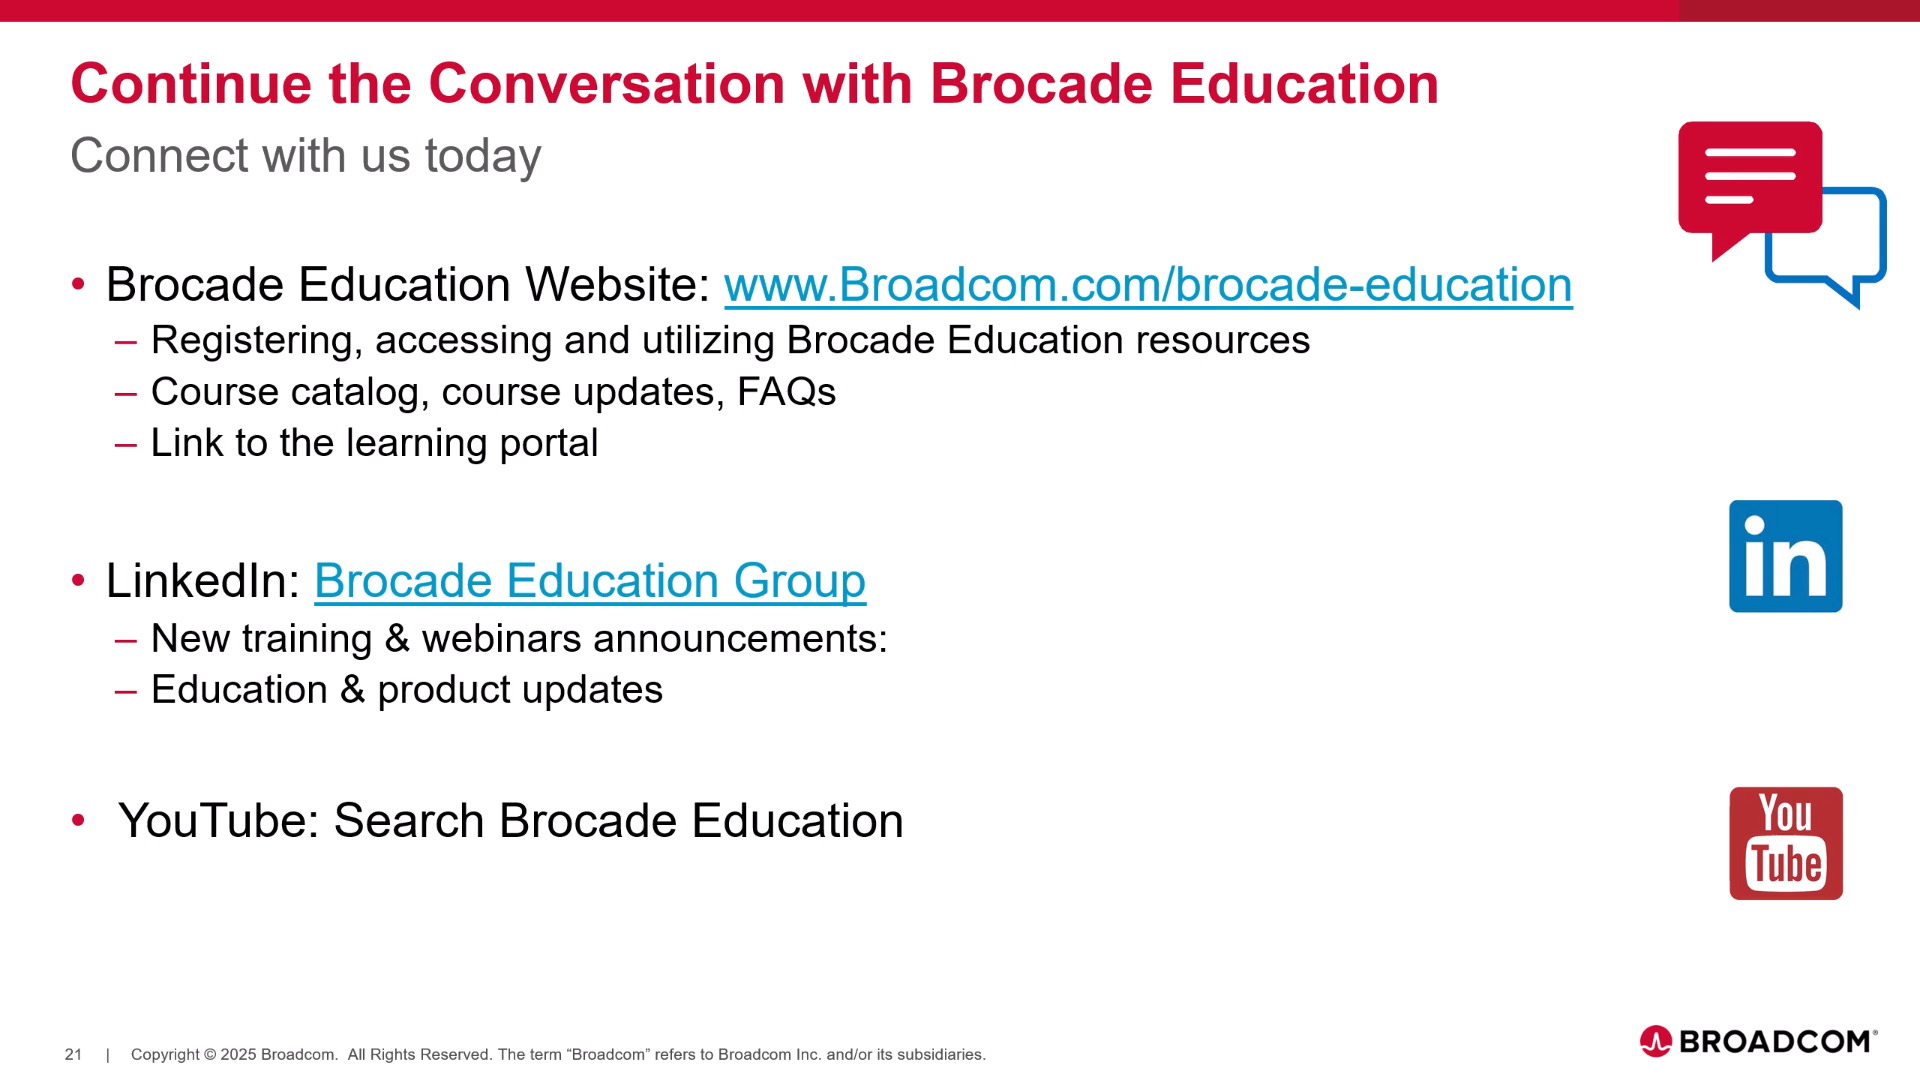 Continue the Conversation with Brocade Education
Connect with us today
• Brocade Education Website: www.Broadcom.com/brocade-education
– Registering, accessing and utilizing Brocade Education resources
– Course catalog, course updates, FAQs
– Link to the learning portal
in
• LinkedIn: Brocade Education Group
– New training & webinars announcements:
– Education & product updates
• YouTube: Search Brocade Education
You
Tube
21 | Copyright © 2025 Broadcom. All Rights Reserved. The term “Broadcom” refers to Broadcom Inc. and/or its subsidiaries.
BROADCOM®